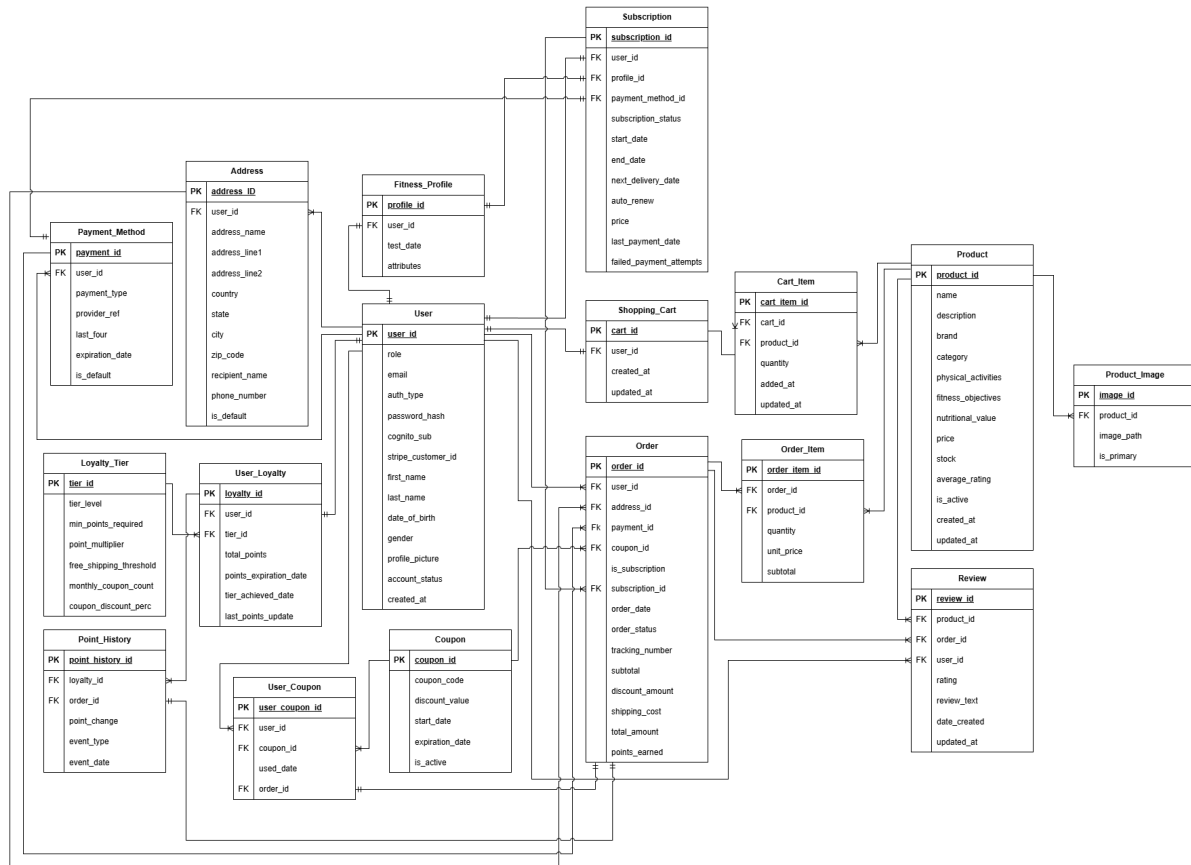 Subscription
PK subscription_id
FK user_id
FK profile_id
FK payment_method_id
subscription_status
start_date
end_date
next_delivery_date
auto_renew
price
last_payment_date
failed_payment_attempts
Address
PK address_ID
FK user_id
address_name
address_line1
address_line2
country
state
city
zip_code
recipient_name
phone_number
is_default
Fitness_Profile
PK profile_id
FK user_id
test_date
attributes
Payment_Method
PK payment_id
FK user_id
payment_type
provider_ref
last_four
expiration_date
is_default
User
PK user_id
role
email
auth_type
password_hash
cognito_sub
stripe_customer_id
first_name
last_name
date_of_birth
gender
profile_picture
account_status
created_at
Shopping_Cart
PK cart_id
FK user_id
created_at
updated_at
Cart_Item
PK cart_item_id
FK cart_id
FK product_id
quantity
added_at
updated_at
Product
PK product_id
name
description
brand
category
physical_activities
fitness_objectives
nutritional_value
price
stock
average_rating
is_active
created_at
updated_at
Product_Image
PK image_id
FK product_id
image_path
is_primary
Loyalty_Tier
PK tier_id
tier_level
min_points_required
point_multiplier
free_shipping_threshold
monthly_coupon_count
coupon_discount_perc
User_Loyalty
PK loyalty_id
FK user_id
FK tier_id
total_points
points_expiration_date
tier_achieved_date
last_points_update
Order
PK order_id
FK user_id
FK address_id
Fk payment_id
FK coupon_id
is_subscription
FK subscription_id
order_date
order_status
tracking_number
subtotal
discount_amount
shipping_cost
total_amount
points_earned
Order_Item
PK order_item_id
FK order_id
FK product_id
quantity
unit_price
subtotal
Review
PK review_id
FK product_id
FK order_id
FK user_id
rating
review_text
date_created
updated_at
Point_History
PK point_history_id
FK loyalty_id
FK order_id
point_change
event_type
event_date
User_Coupon
PK user_coupon_id
FK user_id
FK coupon_id
used_date
FK order_id
Coupon
PK coupon_id
coupon_code
discount_value
start_date
expiration_date
is_active